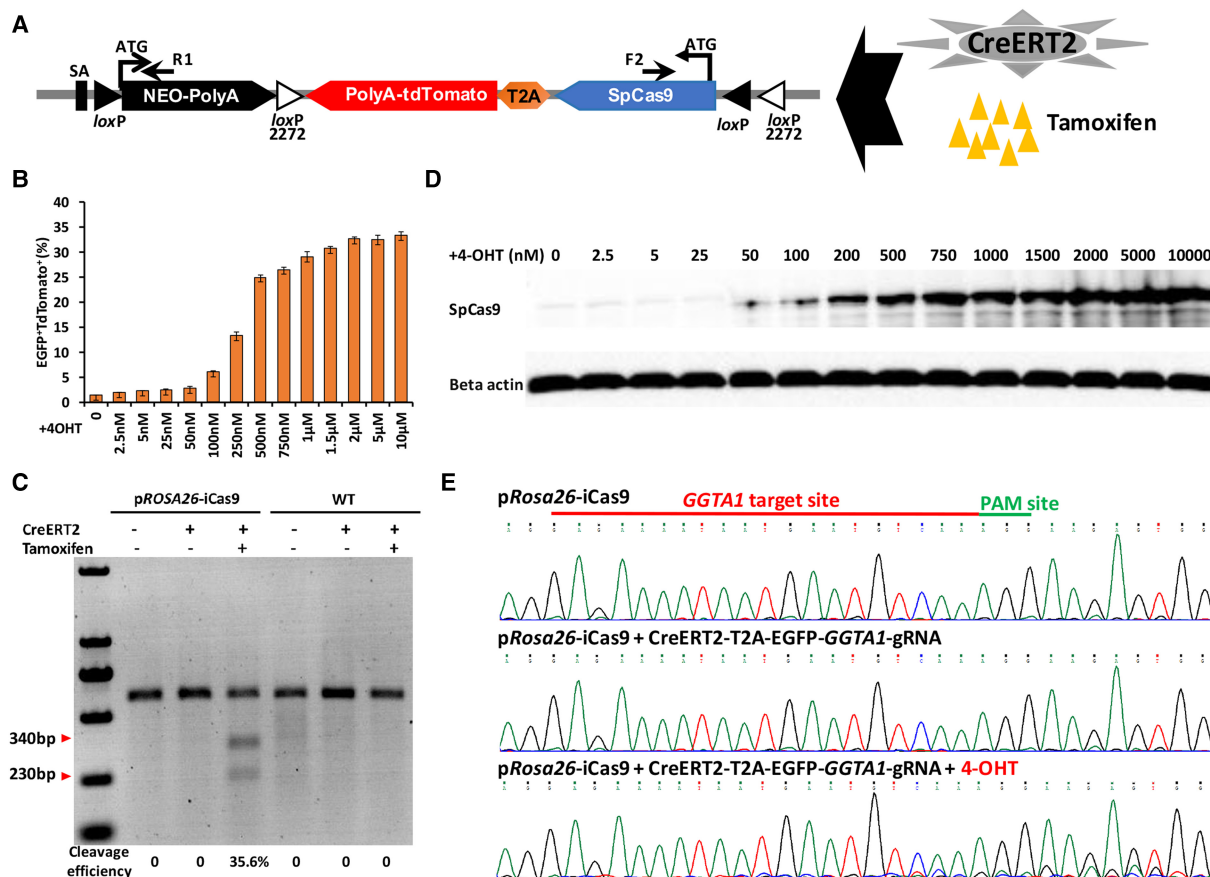 A
SA
ATG
R1
NEO-PolyA
loxP
loxP
2272
PolyA-tdTomato
T2A
F2
ATG
SpCas9
loxP
loxP
2272
CreERT2
Tamoxifen
B
EGFP⁺TdTomato⁺ (%)
40
35
30
25
20
15
10
5
0
+4OHT
0
2.5nM
5nM
25nM
50nM
100nM
250nM
500nM
750nM
1µM
1.5µM
2µM
5µM
10µM
D
+4-OHT (nM) 0 2.5 5 25 50 100 200 500 750 1000 1500 2000 5000 10000
SpCas9
Beta actin
C
pROSA26-iCas9 WT
CreERT2 - + + - + +
Tamoxifen - - + - - +
340bp
230bp
Cleavage
efficiency
0 0 35.6% 0 0 0
E
pRosa26-iCas9
GGTA1 target site
PAM site
pRosa26-iCas9 + CreERT2-T2A-EGFP-GGTA1-gRNA
pRosa26-iCas9 + CreERT2-T2A-EGFP-GGTA1-gRNA + 4-OHT